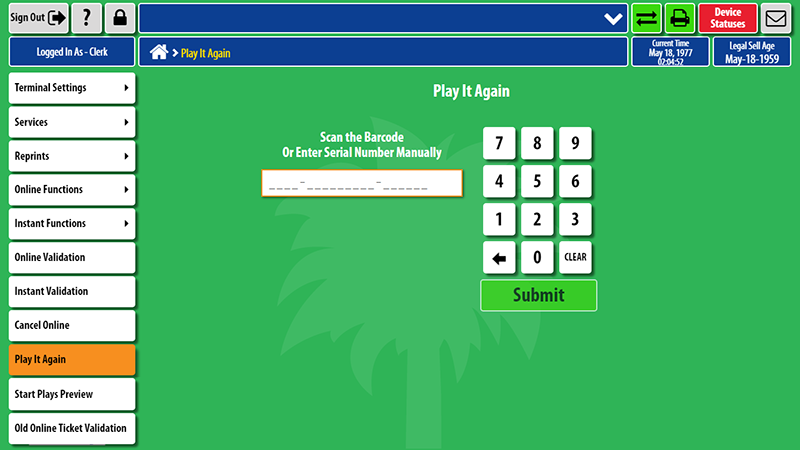 Sign Out
?
Device
Statuses
Logged In As - Clerk
> Play It Again
Current Time
May 18, 1977
02:04:52
Legal Sell Age
May-18-1959
Terminal Settings
Services
Reprints
Online Functions
Instant Functions
Online Validation
Instant Validation
Cancel Online
Play It Again
Start Plays Preview
Old Online Ticket Validation
Play It Again
Scan the Barcode
Or Enter Serial Number Manually
____-_________-______
7 8 9
4 5 6
1 2 3
0 CLEAR
Submit